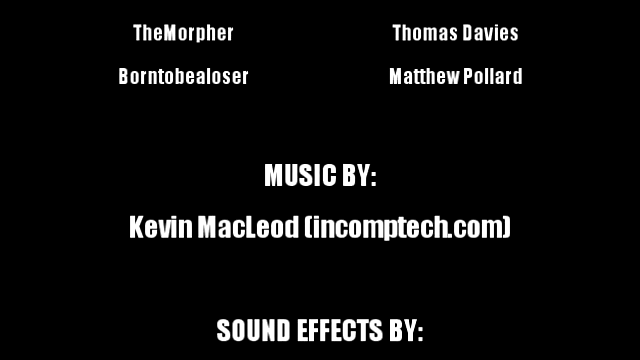 TheMorpher Thomas Davies
Borntobealoser Matthew Pollard
MUSIC BY:
Kevin MacLeod (incomptech.com)
SOUND EFFECTS BY: